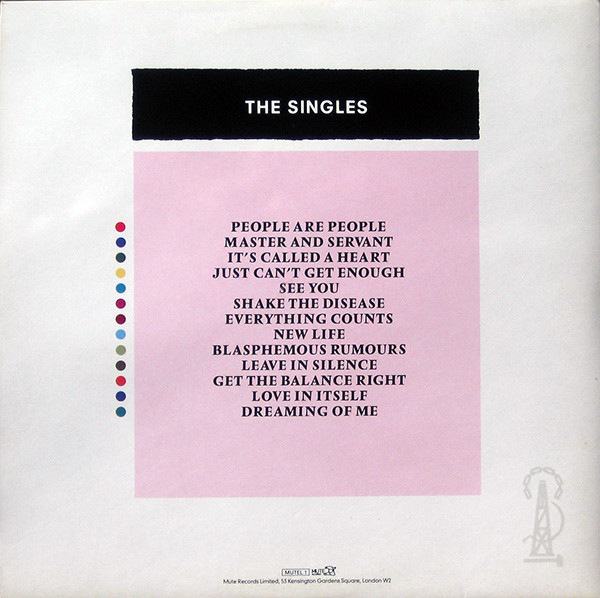 THE SINGLES
PEOPLE ARE PEOPLE
MASTER AND SERVANT
IT'S CALLED A HEART
JUST CAN'T GET ENOUGH
SEE YOU
SHAKE THE DISEASE
EVERYTHING COUNTS
NEW LIFE
BLASPHEMOUS RUMOURS
LEAVE IN SILENCE
GET THE BALANCE RIGHT
LOVE IN ITSELF
DREAMING OF ME
MUTEL 1 MUTE
Mute Records Limited, 53 Kensington Gardens Square, London W2